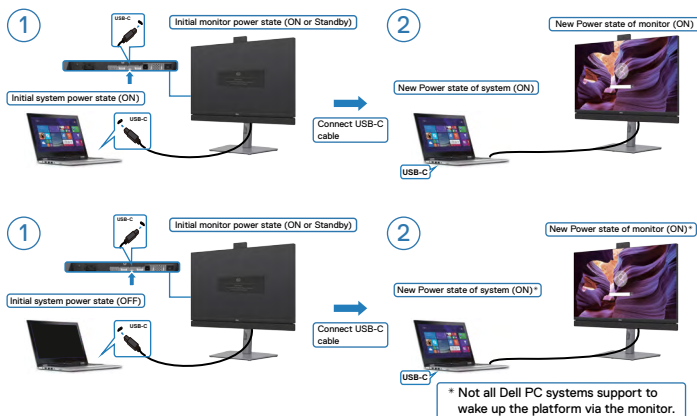 1
USB-C
Initial monitor power state (ON or Standby)
Initial system power state (ON)
USB-C
Connect USB-C
cable
2
New Power state of monitor (ON)
New Power state of system (ON)
USB-C
1
USB-C
Initial monitor power state (ON or Standby)
Initial system power state (OFF)
USB-C
Connect USB-C
cable
2
New Power state of monitor (ON)*
New Power state of system (ON)*
USB-C
* Not all Dell PC systems support to
wake up the platform via the monitor.